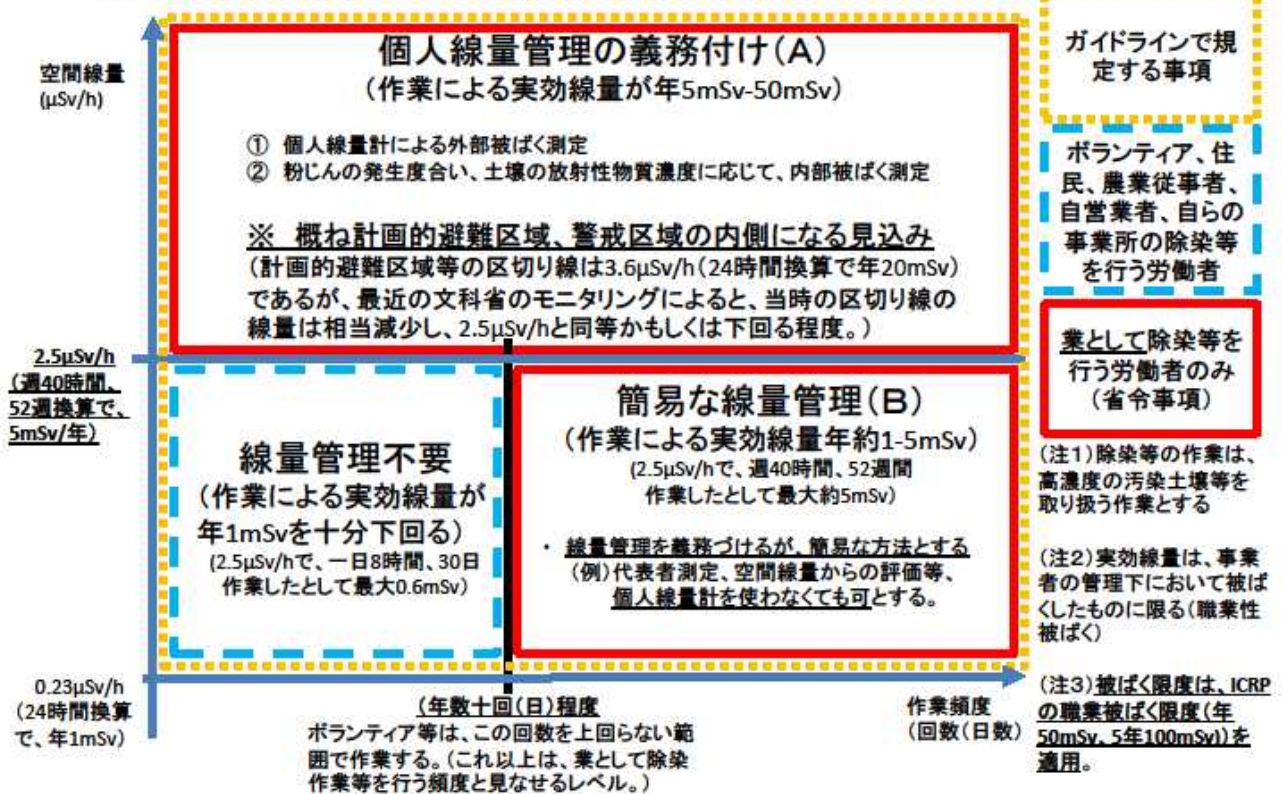 個人線量管理の義務付け(A)
(作業による実効線量が年5mSv-50mSv)
① 個人線量計による外部被ばく測定
② 粉じんの発生度合い、土壌の放射性物質濃度に応じて、内部被ばく測定
※ 概ね計画的避難区域、警戒区域の内側になる見込み
(計画的避難区域等の区切り線は3.6μSv/h(24時間換算で年20mSv)
であるが、最近の文科省のモニタリングによると、当時の区切り線の
線量は相当減少し、2.5μSv/hと同等かもしくは下回る程度。)
空間線量
(μSv/h)
2.5μSv/h
(週40時間、
52週換算で、
5mSv/年)
線量管理不要
(作業による実効線量が
年1mSvを十分下回る)
(2.5μSv/hで、一日8時間、30日
作業したとして最大0.6mSv)
簡易な線量管理(B)
(作業による実効線量年約1-5mSv)
(2.5μSv/hで、週40時間、52週間
作業したとして最大約5mSv)
・ 線量管理を義務づけるが、簡易な方法とする
(例)代表者測定、空間線量からの評価等、
個人線量計を使わなくても可とする。
0.23μSv/h
(24時間換算
で、年1mSv)
(年数十回(日)程度
ボランティア等は、この回数を上回らない範
囲で作業する。(これ以上は、業として除染
作業等を行う頻度と見なせるレベル。)
作業頻度
(回数(日数)
ガイドラインで規
定する事項
ボランティア、住
民、農業従事者、
自営業者、自らの
事業所の除染等
を行う労働者
業として除染等を
行う労働者のみ
(省令事項)
(注1)除染等の作業は、
高濃度の汚染土壌等を
取り扱う作業とする
(注2)実効線量は、事業
者の管理下において被ば
くしたものに限る(職業性
被ばく)
(注3)被ばく限度は、ICRP
の職業被ばく限度(年
50mSv、5年100mSv))を
適用。